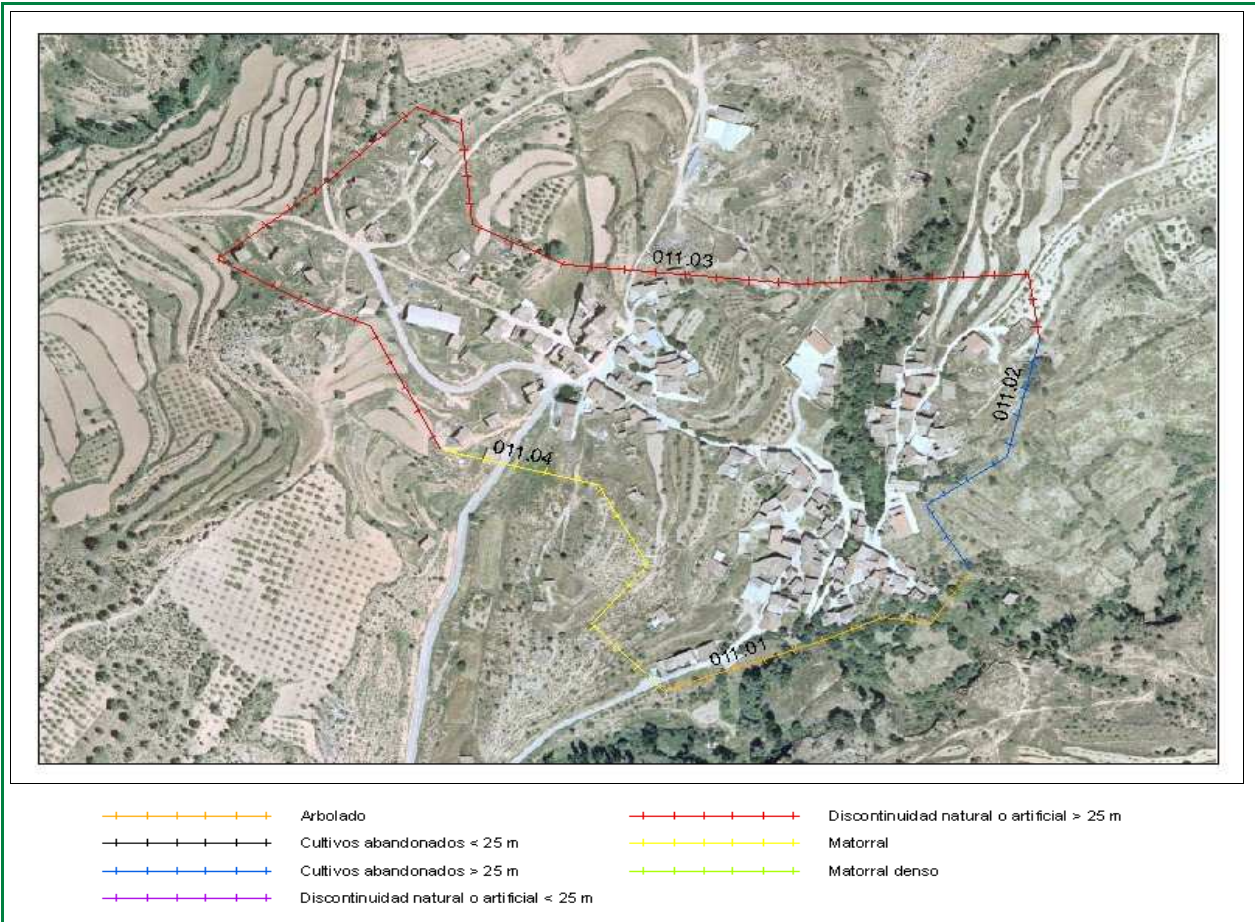 011.03
011.02
011.04
011.01
Arbolado
Cultivos abandonados < 25 m
Cultivos abandonados > 25 m
Discontinuidad natural o artificial < 25 m
Discontinuidad natural o artificial > 25 m
Matorral
Matorral denso